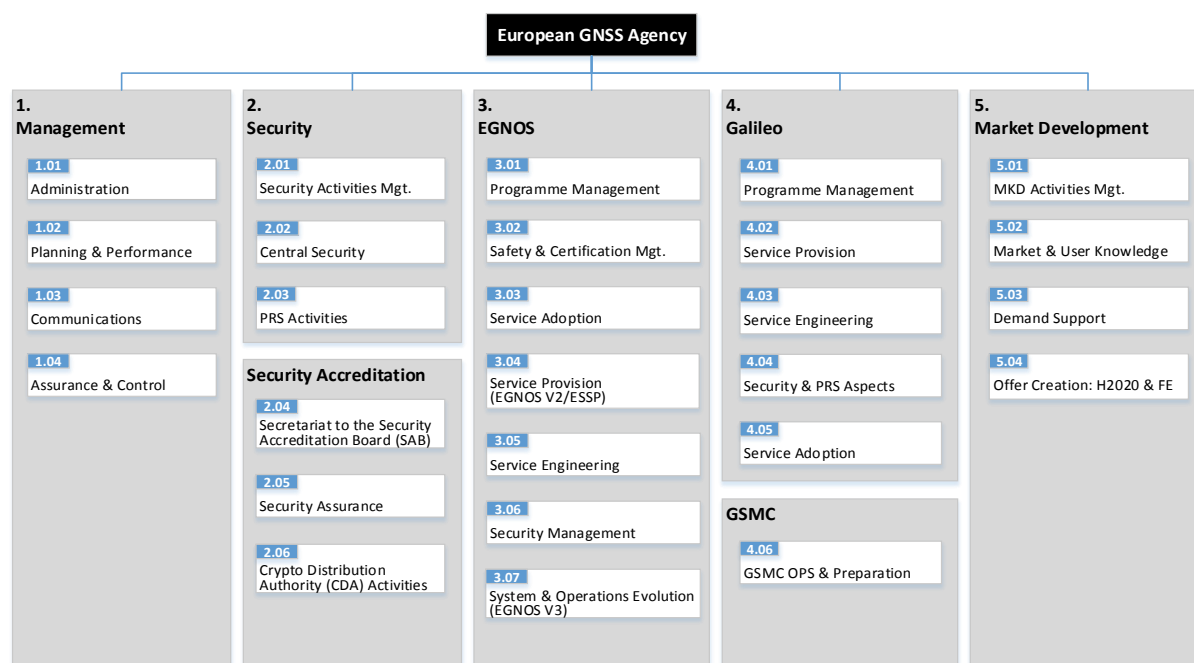 European GNSS Agency
1.
Management
1.01
Administration
1.02
Planning & Performance
1.03
Communications
1.04
Assurance & Control
2.
Security
2.01
Security Activities Mgt.
2.02
Central Security
2.03
PRS Activities
Security Accreditation
2.04
Secretariat to the Security
Accreditation Board (SAB)
2.05
Security Assurance
2.06
Crypto Distribution
Authority (CDA) Activities
3.
EGNOS
3.01
Programme Management
3.02
Safety & Certification Mgt.
3.03
Service Adoption
3.04
Service Provision
(EGNOS V2/ESSP)
3.05
Service Engineering
3.06
Security Management
3.07
System & Operations Evolution
(EGNOS V3)
4.
Galileo
4.01
Programme Management
4.02
Service Provision
4.03
Service Engineering
4.04
Security & PRS Aspects
4.05
Service Adoption
GSMC
4.06
GSMC OPS & Preparation
5.
Market Development
5.01
MKD Activities Mgt.
5.02
Market & User Knowledge
5.03
Demand Support
5.04
Offer Creation: H2020 & FE